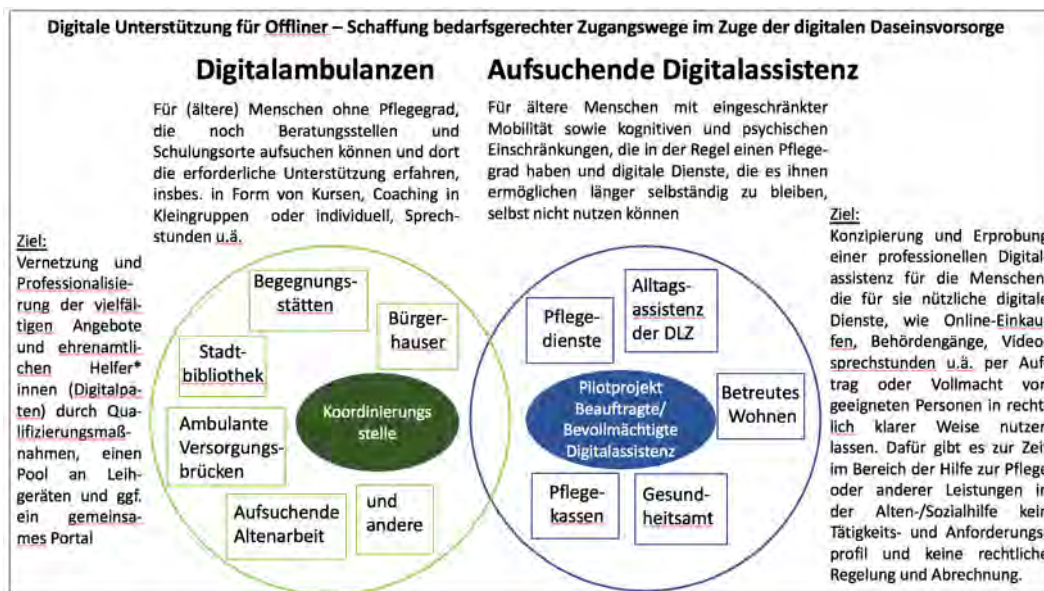 Digitale Unterstützung für Offliner – Schaffung bedarfsgerechter Zugangswege im Zuge der digitalen Daseinsvorsorge
Digitalambulanzen
Für (ältere) Menschen ohne Pflegegrad,
die noch Beratungsstellen und
Schulungsorte aufsuchen können und dort
die erforderliche Unterstützung erfahren,
insbes. in Form von Kursen, Coaching in
Kleingruppen oder individuell, Sprech-
stunden u.ä.
Aufsuchende Digitalassistenz
Für ältere Menschen mit eingeschränkter
Mobilität sowie kognitiven und psychischen
Einschränkungen, die in der Regel einen Pflege-
grad haben und digitale Dienste, die es ihnen
ermöglichen länger selbständig zu bleiben,
selbst nicht nutzen können
Ziel:
Vernetzung und
Professionalisie-
rung der vielfäl-
tigen Angebote
und ehrenamtli-
chen Helfer*
innen (Digitalpa-
ten) durch Qua-
lifizierungsmaß-
nahmen, einen
Pool an Leih-
geräten und ggf.
ein gemeinsa-
mes Portal
Begegnungs-
stätten
Bürger-
hauser
Stadt-
bibliothek
Koordinierungs
stelle
Ambulante
Versorgungs-
brücken
Aufsuchende
Altenarbeit
und
andere
Pflege-
dienste
Alltags-
assistenz
der DLZ
Pilotprojekt
Beauftragte/
Bevollmächtigte
Digitalassistenz
Betreutes
Wohnen
Pflege-
kassen
Gesund-
heitsamt
Ziel:
Konzipierung und Erprobung
einer professionellen Digital
assistenz für die Menschen
die für sie nützliche digitale
Dienste, wie Online-Einkau
fen, Behördengänge, Video
sprechstunden u.ä. per Auf
trag oder Vollmacht von
geeigneten Personen in recht
lich klarer Weise nutzen
lassen. Dafür gibt es zur Zeit
im Bereich der Hilfe zur Pflege
oder anderer Leistungen in
der Alten-/Sozialhilfe kein
Tätigkeits- und Anforderungs
profil und keine rechtliche
Regelung und Abrechnung.